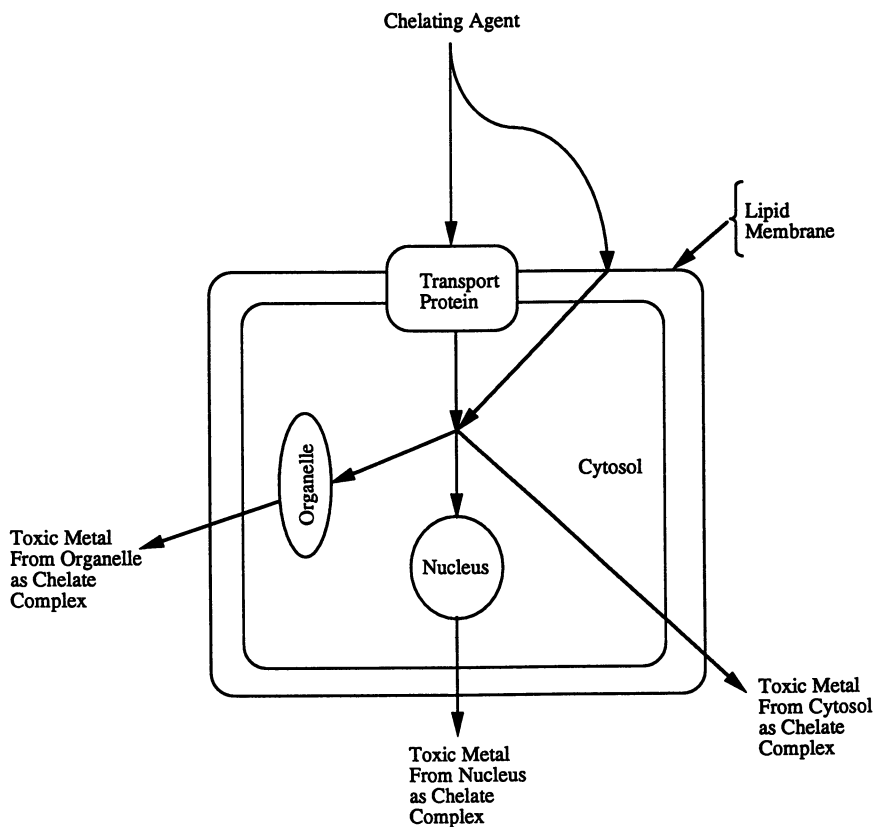 Chelating Agent
Lipid
Membrane
Transport
Protein
Cytosol
Organelle
Nucleus
Toxic Metal
From Organelle
as Chelate
Complex
Toxic Metal
From Cytosol
as Chelate
Complex
Toxic Metal
From Nucleus
as Chelate
Complex